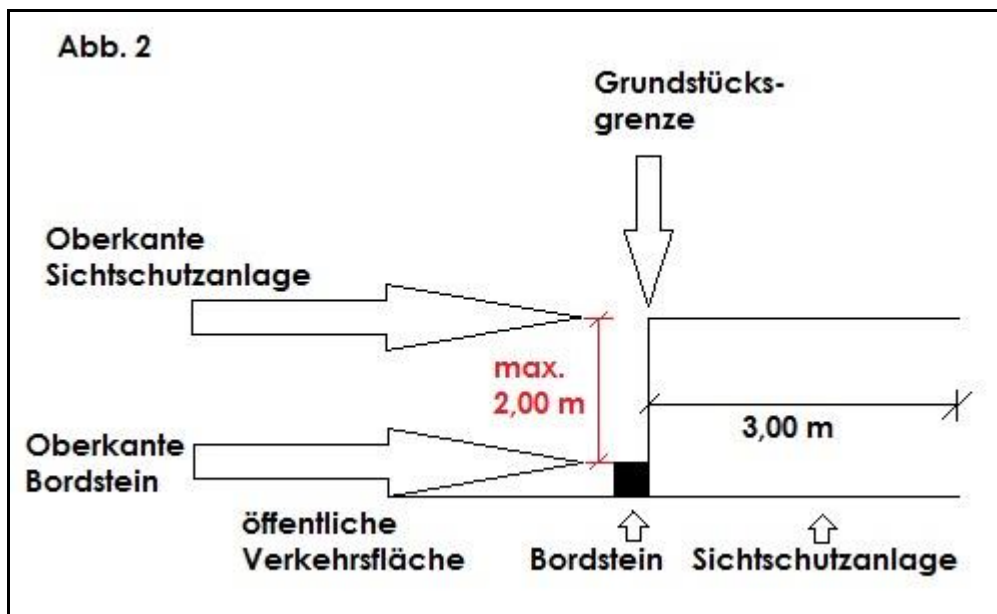 Abb. 2
Grundstücks-
grenze
Oberkante
Sichtschutzanlage
max.
2,00 m
3,00 m
Oberkante
Bordstein
öffentliche
Verkehrsfläche
Bordstein
Sichtschutzanlage